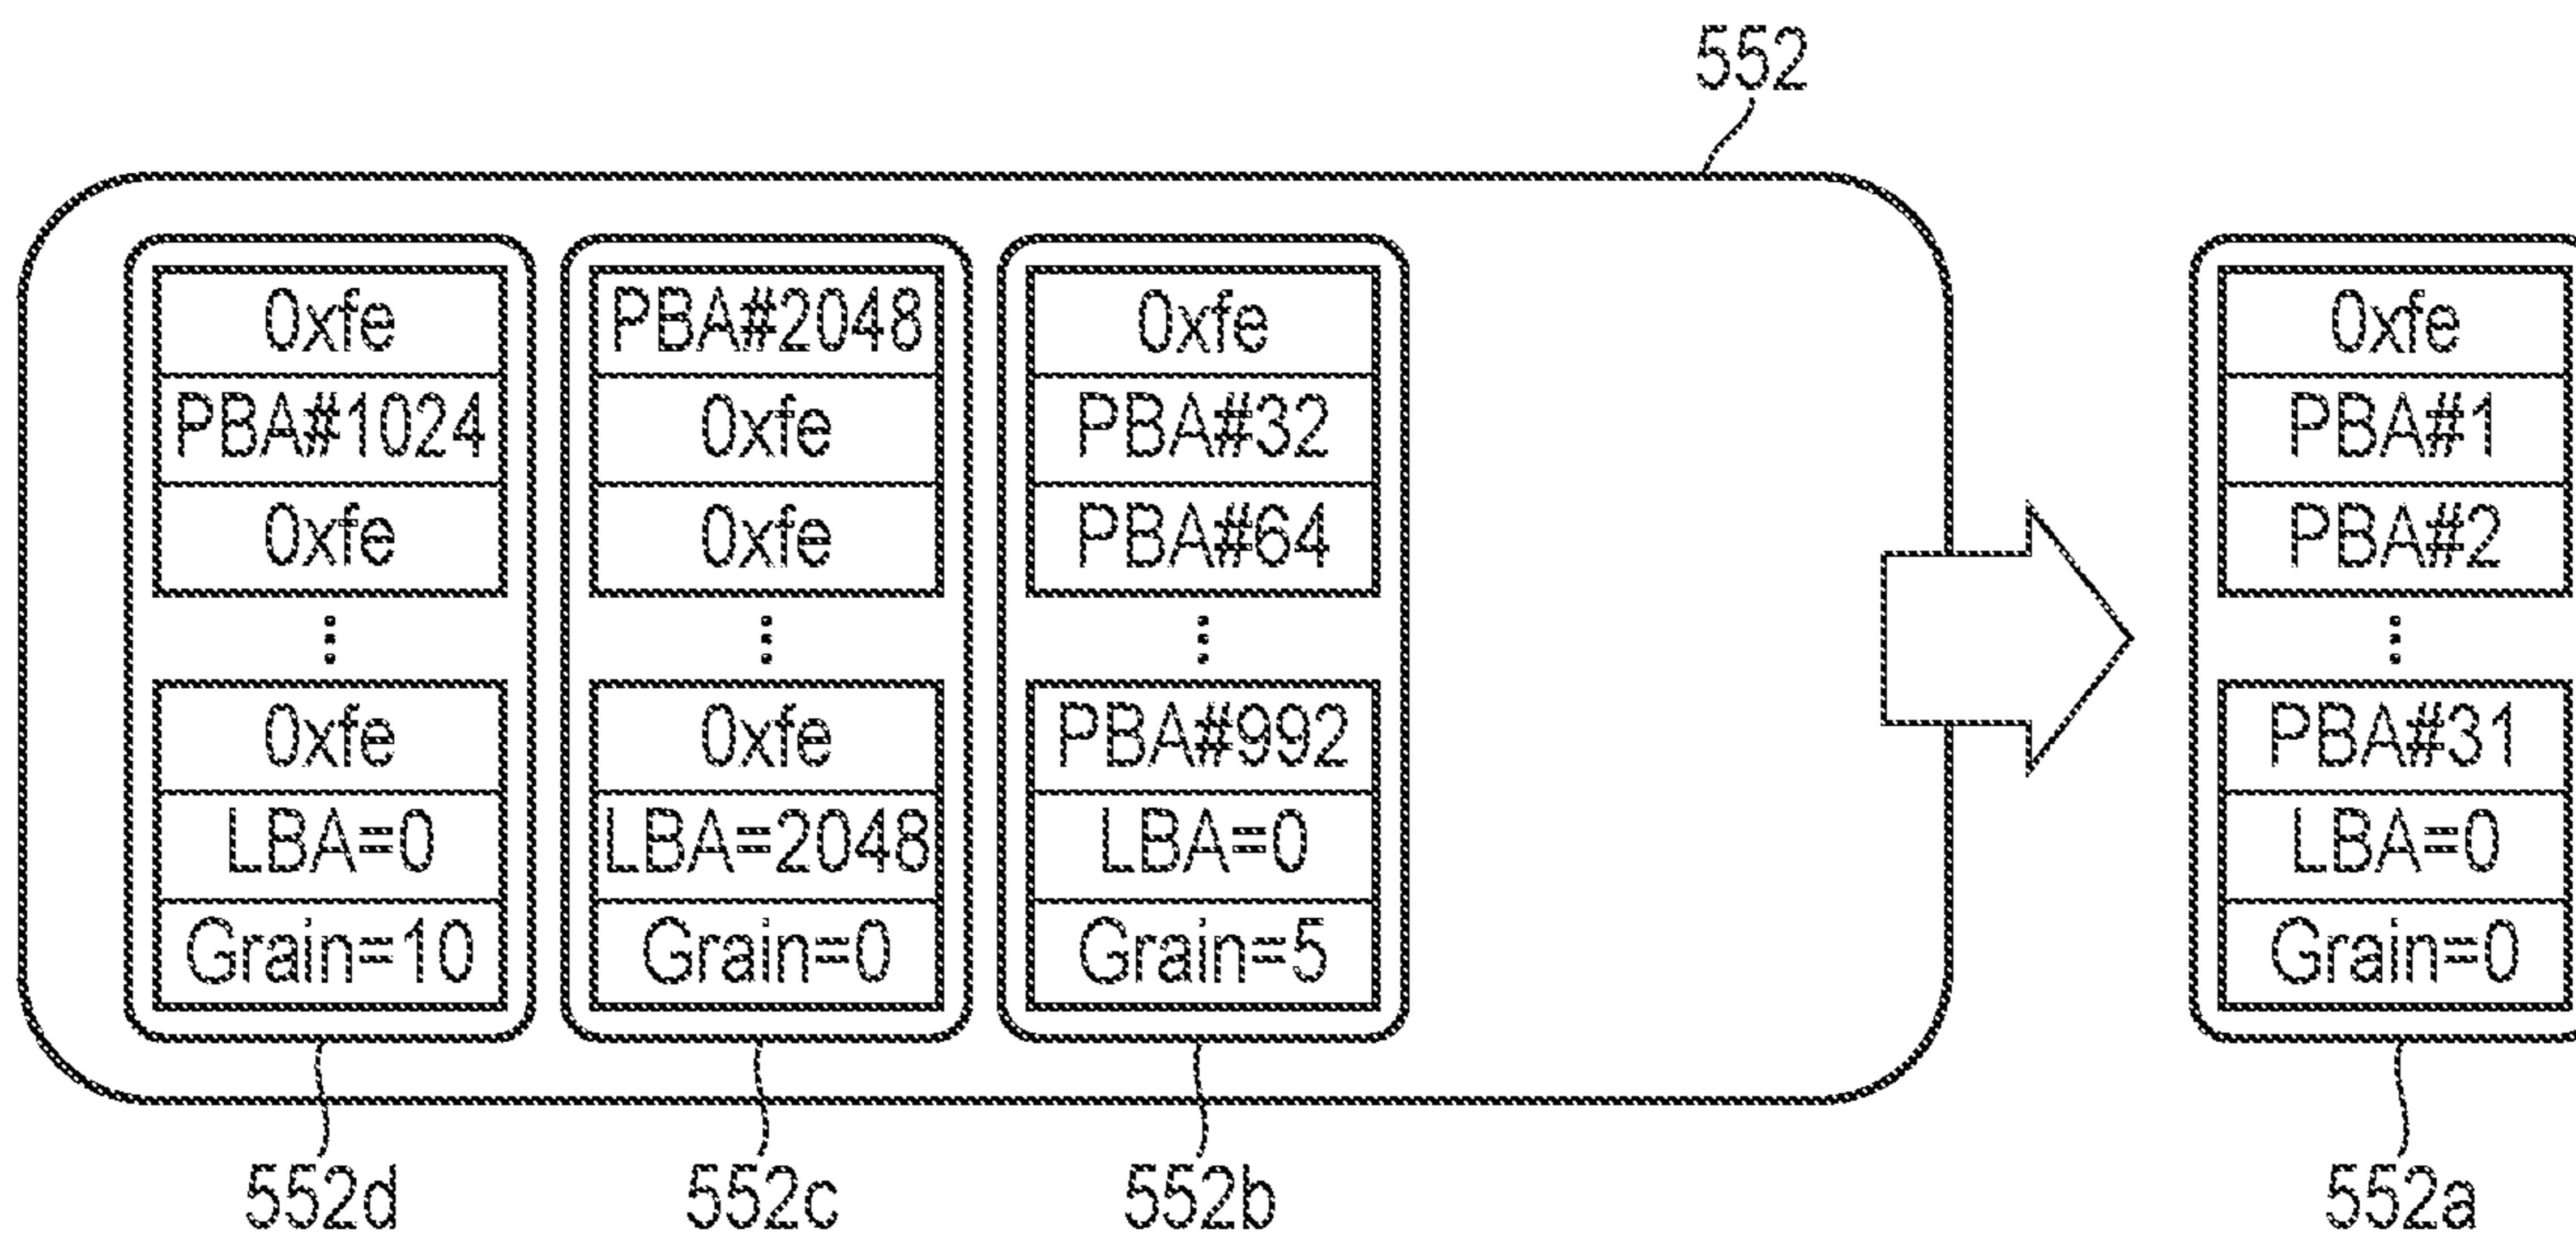 552
0xfe
PBA#1024
0xfe
⋮
0xfe
LBA=0
Grain=10
552d
PBA#2048
0xfe
0xfe
⋮
0xfe
LBA=2048
Grain=0
552c
0xfe
PBA#32
PBA#64
⋮
PBA#992
LBA=0
Grain=5
552b
0xfe
PBA#1
PBA#2
⋮
PBA#31
LBA=0
Grain=0
552a